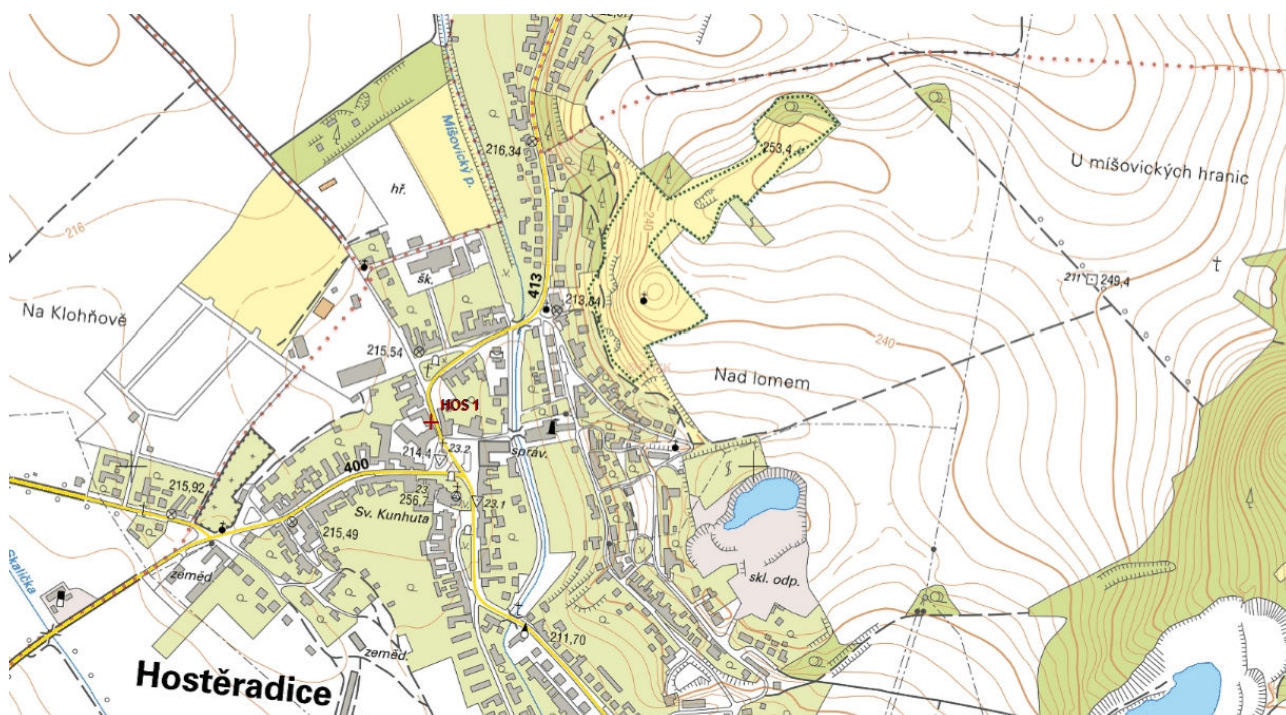 216,34
Míšovický p.
253,4
U míšovických hranic
hř.
216
240
211
249,4
šk.
413
213,84
Na Klohňově
240
215,54
Nad lomem
HOS 1
správ.
214,4
23.2
400
215,92
23
256,7
23.1
Sv. Kunhuta
215,49
skl. odp.
Skalička
zeměd.
211,70
zeměd.
Hostěradice